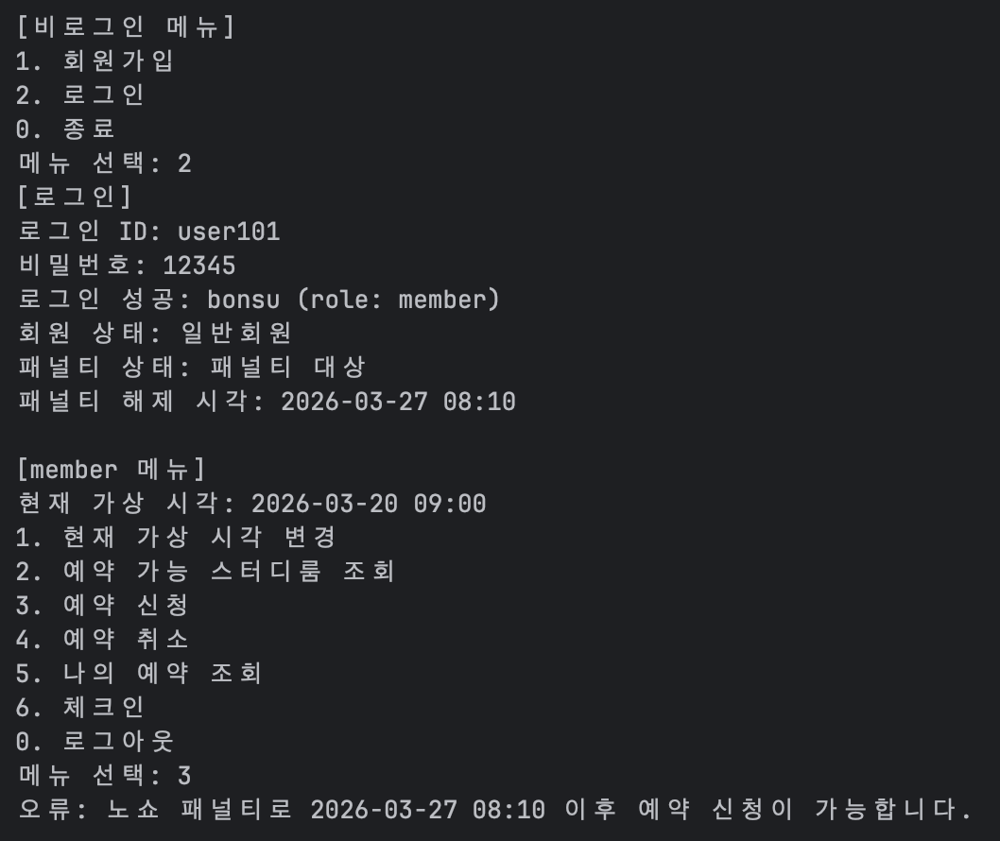 [비로그인 메뉴]
1. 회원가입
2. 로그인
0. 종료
메뉴 선택: 2
[로그인]
로그인 ID: user101
비밀번호: 12345
로그인 성공: bonsu (role: member)
회원 상태: 일반회원
패널티 상태: 패널티 대상
패널티 해제 시각: 2026-03-27 08:10

[member 메뉴]
현재 가상 시각: 2026-03-20 09:00
1. 현재 가상 시각 변경
2. 예약 가능 스터디룸 조회
3. 예약 신청
4. 예약 취소
5. 나의 예약 조회
6. 체크인
0. 로그아웃
메뉴 선택: 3
오류: 노쇼 패널티로 2026-03-27 08:10 이후 예약 신청이 가능합니다.